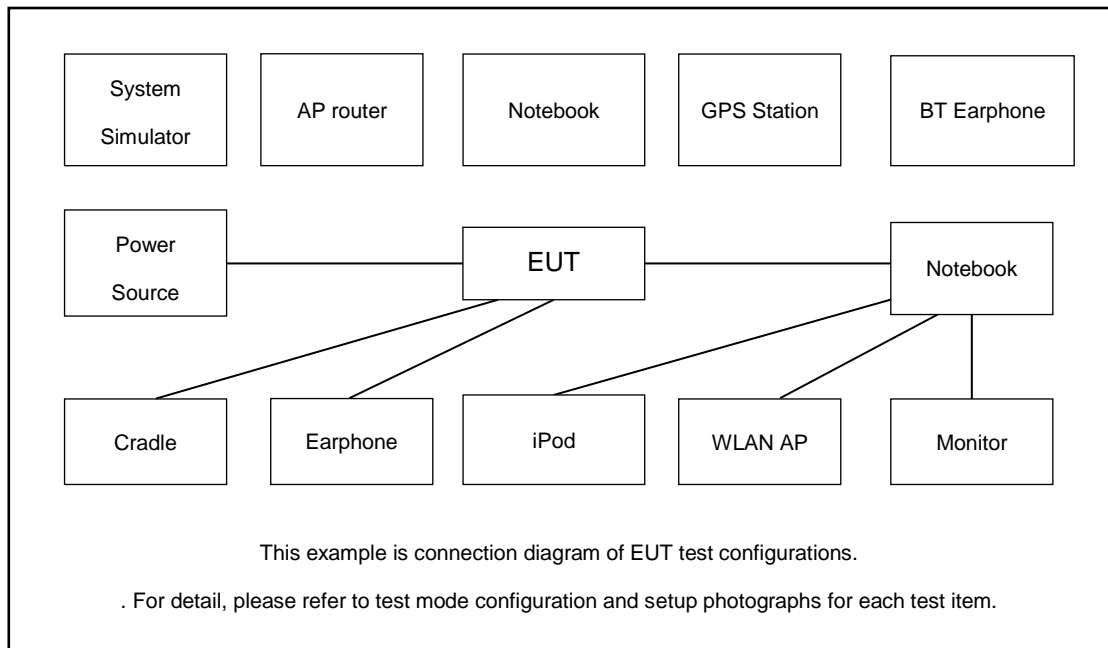 System
Simulator
AP router
Notebook
GPS Station
BT Earphone
Power
Source
EUT
Notebook
Cradle
Earphone
iPod
WLAN AP
Monitor
This example is connection diagram of EUT test configurations.
. For detail, please refer to test mode configuration and setup photographs for each test item.